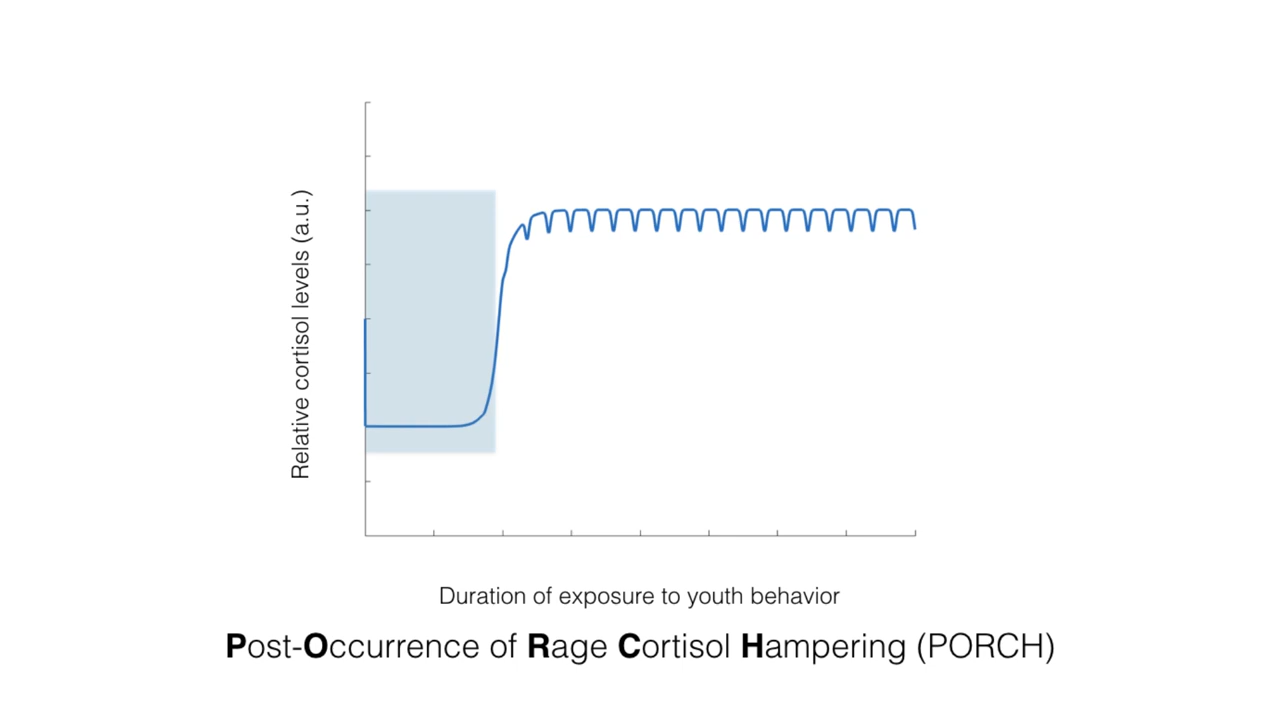 Relative cortisol levels (a.u.)
Duration of exposure to youth behavior
Post-Occurrence of Rage Cortisol Hampering (PORCH)